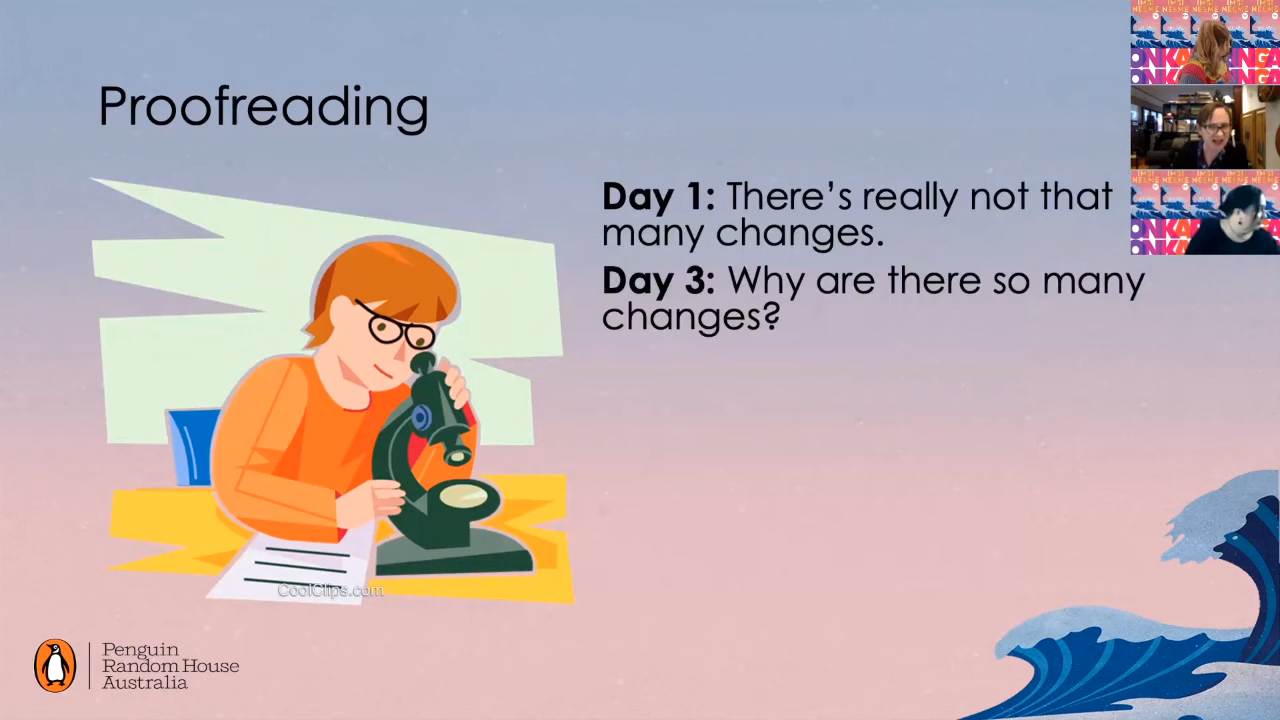 Proofreading
Day 1: There’s really not that
many changes.
Day 3: Why are there so many
changes?
CoolClips.com
Penguin
Random House
Australia